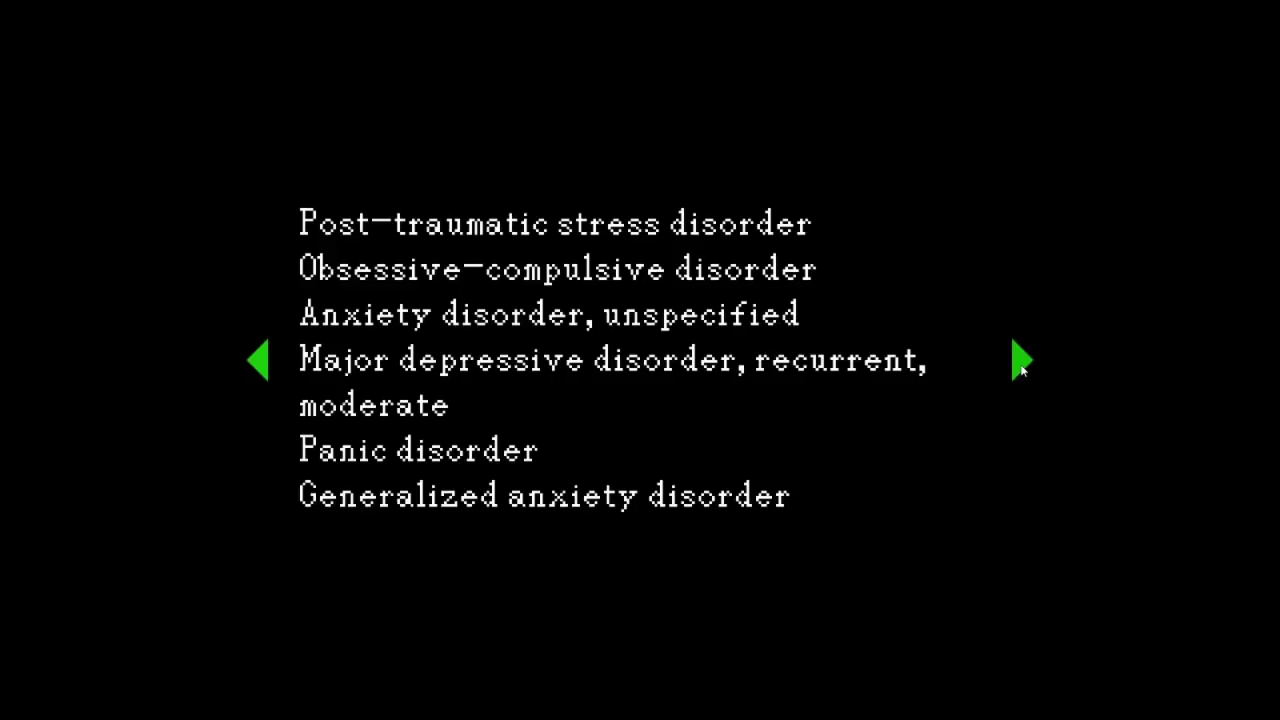 Post-traumatic stress disorder
Obsessive-compulsive disorder
Anxiety disorder, unspecified
Major depressive disorder, recurrent,
moderate
Panic disorder
Generalized anxiety disorder